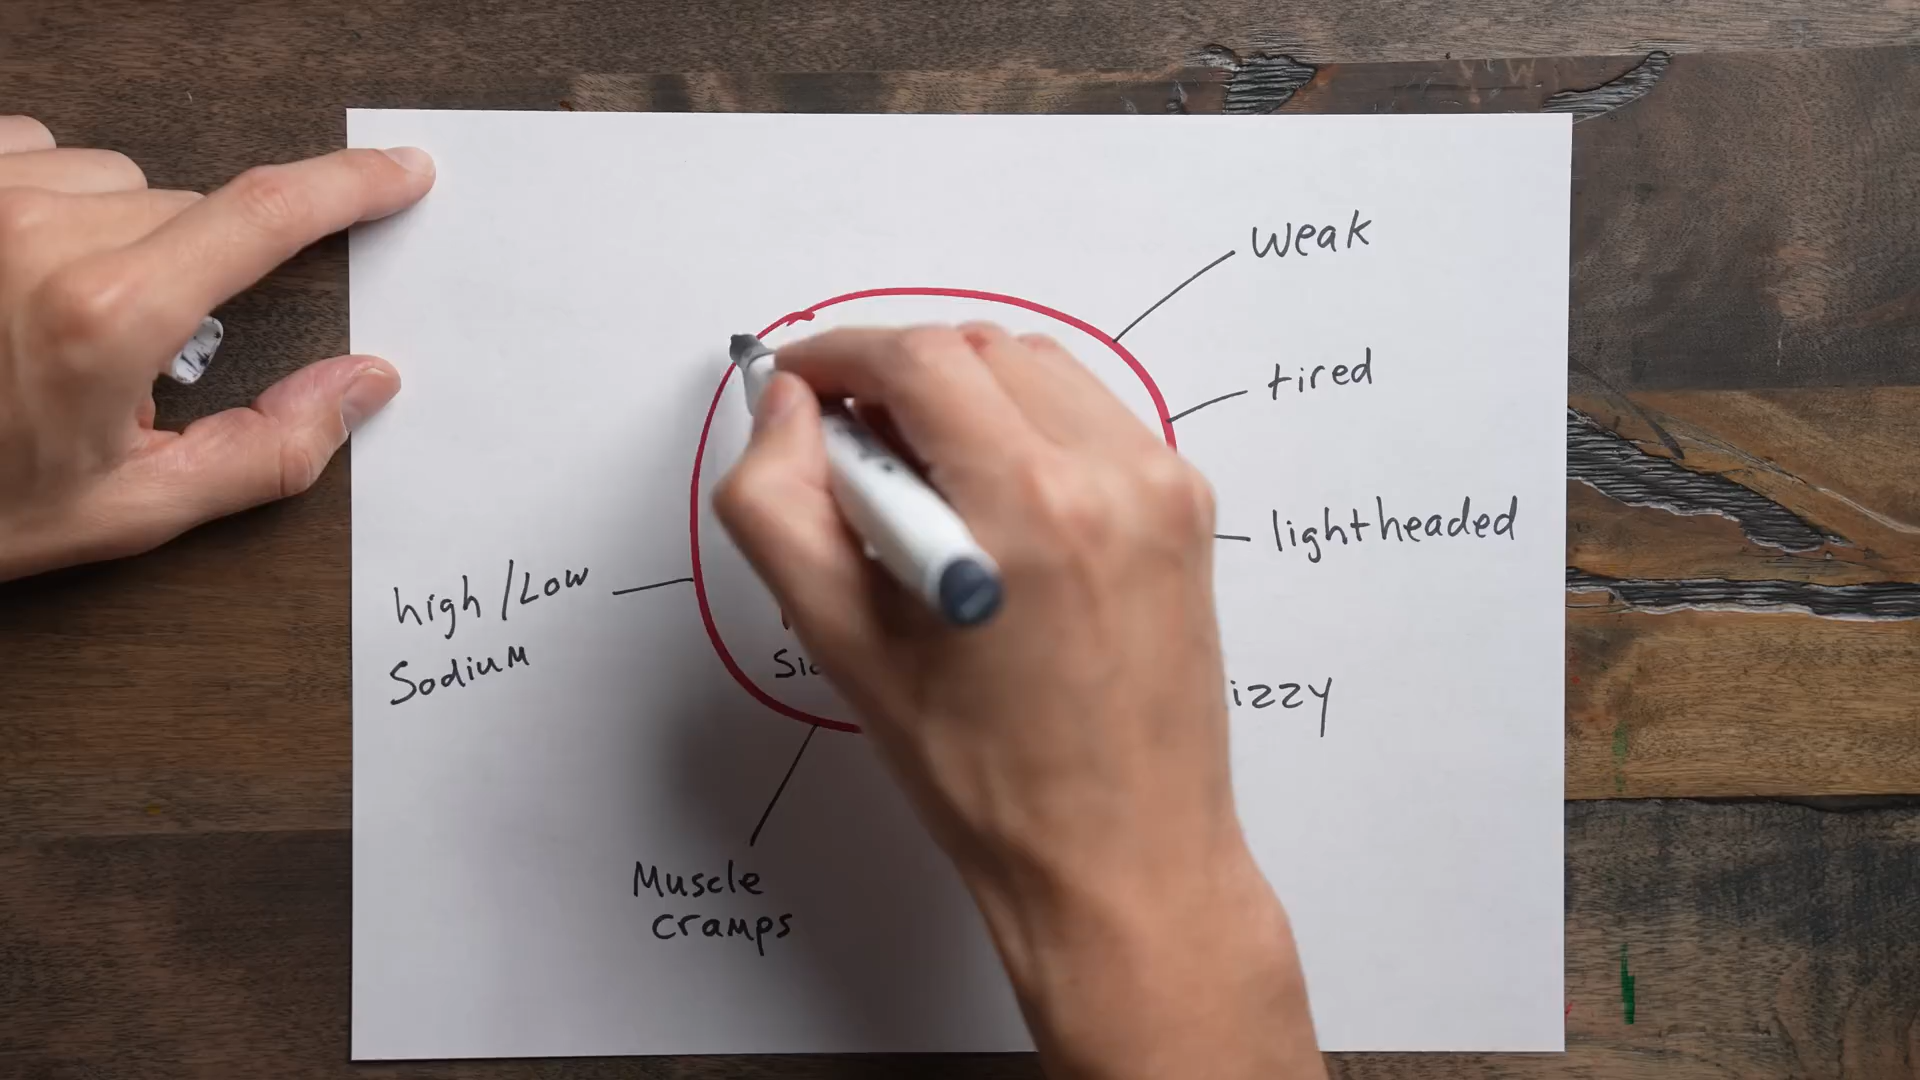 weak
tired
lightheaded
high/Low
Sodium
izzy
Muscle
cramps